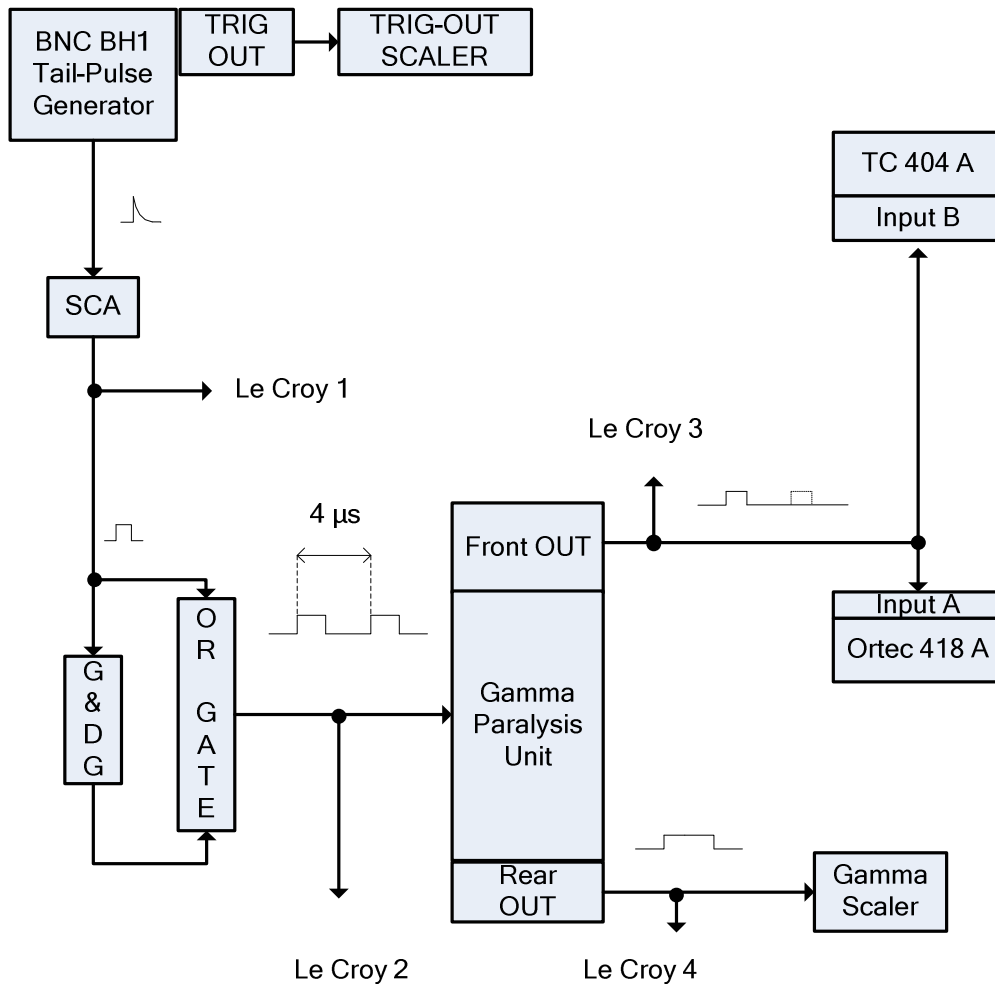 BNC BH1
Tail-Pulse
Generator
TRIG
OUT
TRIG-OUT
SCALER
TC 404 A
Input B
SCA
Le Croy 1
Le Croy 3
4 µs
Front OUT
Input A
Ortec 418 A
O
R
G
A
T
E
G
&
D
G
Gamma
Paralysis
Unit
Rear
OUT
Gamma
Scaler
Le Croy 2
Le Croy 4